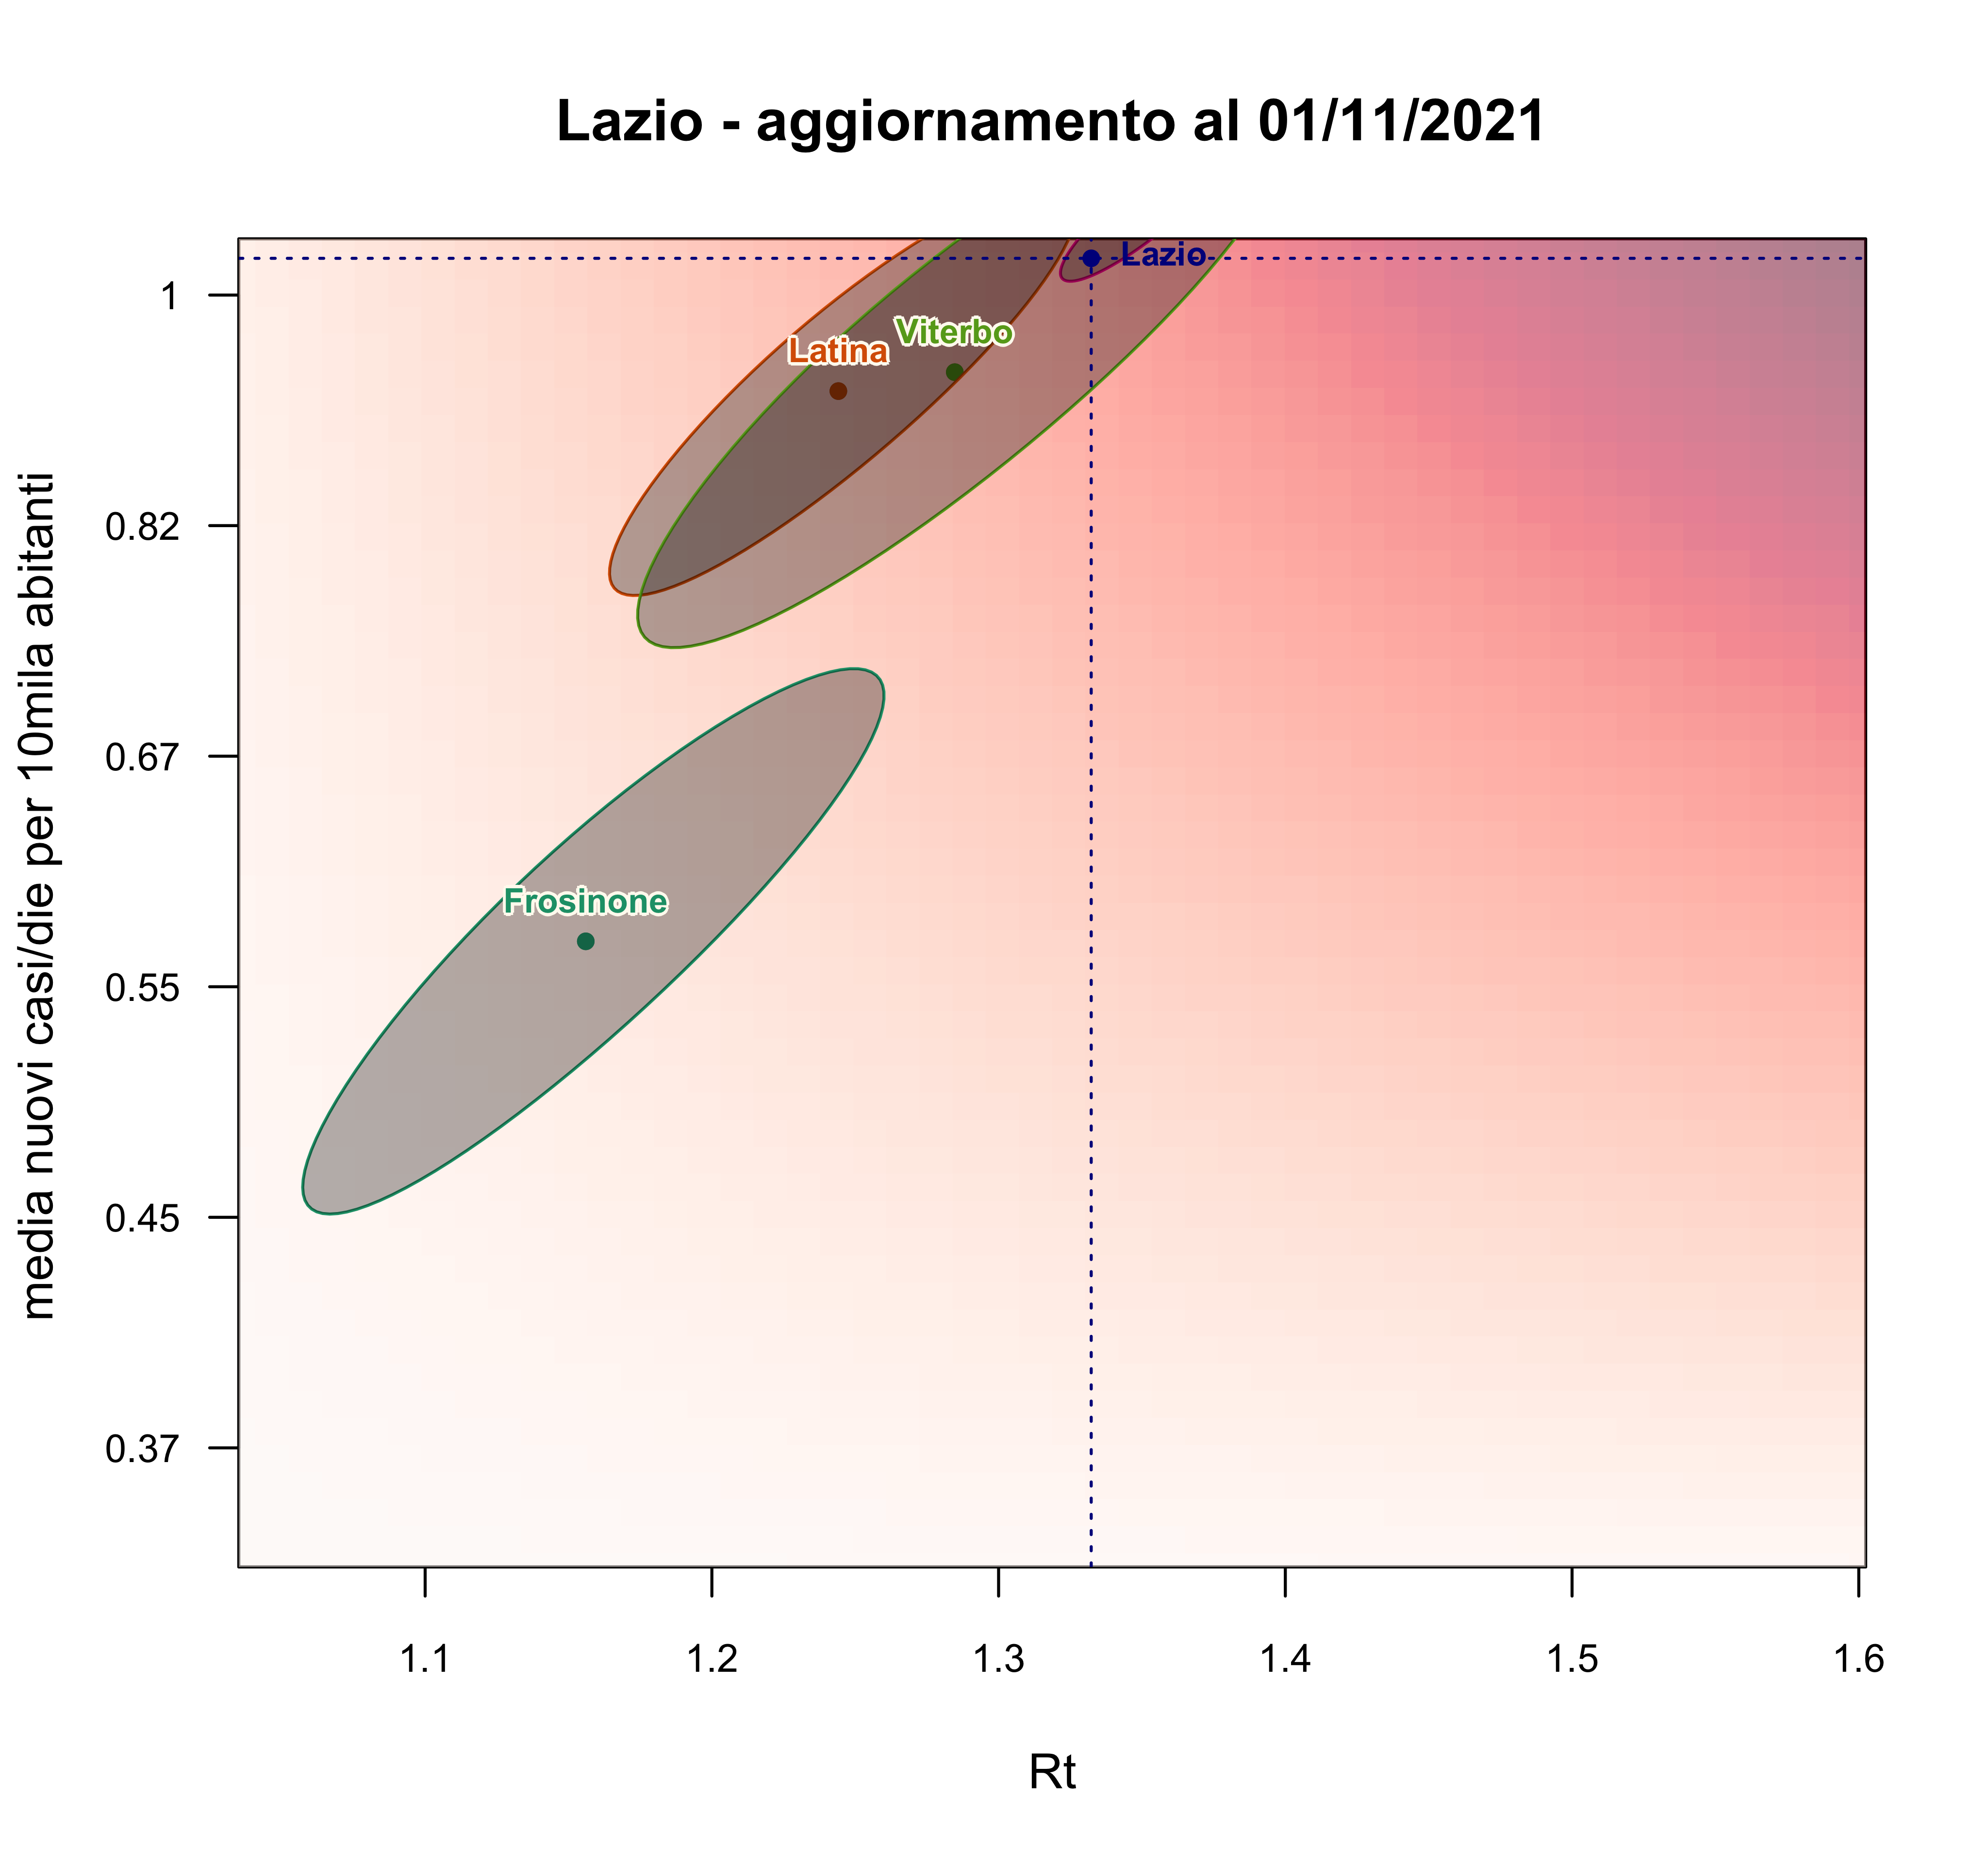 Lazio - aggiornamento al 01/11/2021
media nuovi casi/die per 10mila abitanti
1
0.82
0.67
0.55
0.45
0.37
Lazio
Viterbo
Latina
Frosinone
1.1
1.2
1.3
1.4
1.5
1.6
Rt